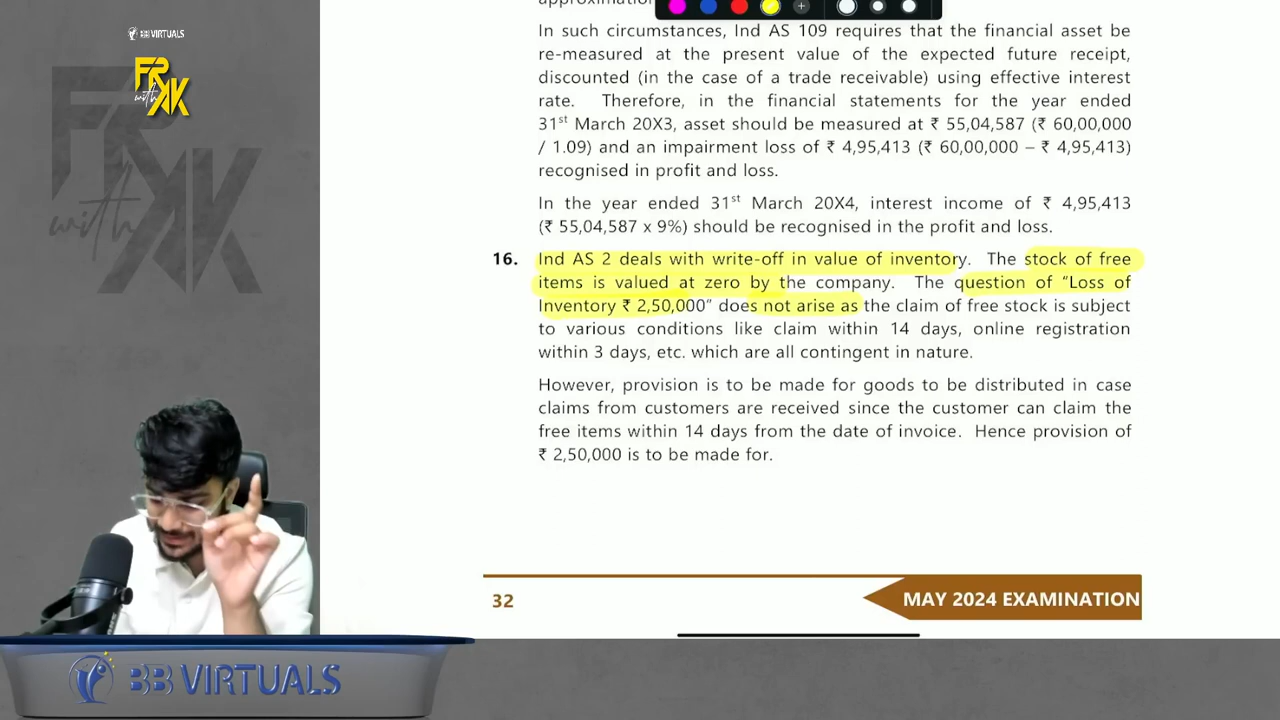 approximation
BB VIRTUALS
FR
with
AK
FR
with
AK
In such circumstances, Ind AS 109 requires that the financial asset be
re-measured at the present value of the expected future receipt,
discounted (in the case of a trade receivable) using effective interest
rate. Therefore, in the financial statements for the year ended
31st March 20X3, asset should be measured at ₹ 55,04,587 (₹ 60,00,000
/ 1.09) and an impairment loss of ₹ 4,95,413 (₹ 60,00,000 – ₹ 4,95,413)
recognised in profit and loss.
In the year ended 31st March 20X4, interest income of ₹ 4,95,413
(₹ 55,04,587 x 9%) should be recognised in the profit and loss.
16. Ind AS 2 deals with write-off in value of inventory. The stock of free
items is valued at zero by the company. The question of “Loss of
Inventory ₹ 2,50,000” does not arise as the claim of free stock is subject
to various conditions like claim within 14 days, online registration
within 3 days, etc. which are all contingent in nature.
However, provision is to be made for goods to be distributed in case
claims from customers are received since the customer can claim the
free items within 14 days from the date of invoice. Hence provision of
₹ 2,50,000 is to be made for.
32
MAY 2024 EXAMINATION
BB VIRTUALS